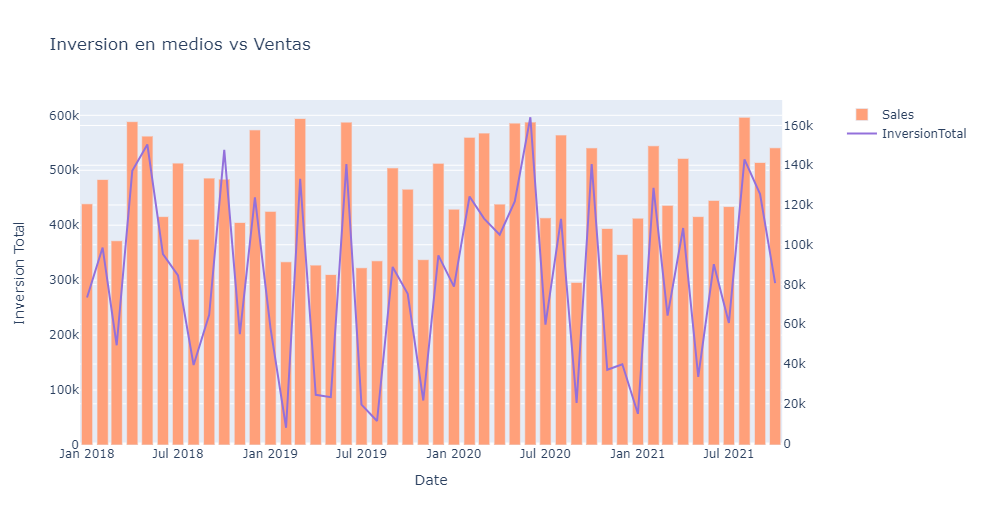 Inversion en medios vs Ventas
Sales
InversionTotal
600k
500k
400k
300k
200k
100k
0
Inversion Total
160k
140k
120k
100k
80k
60k
40k
20k
0
Jan 2018
Jul 2018
Jan 2019
Jul 2019
Jan 2020
Jul 2020
Jan 2021
Jul 2021
Date